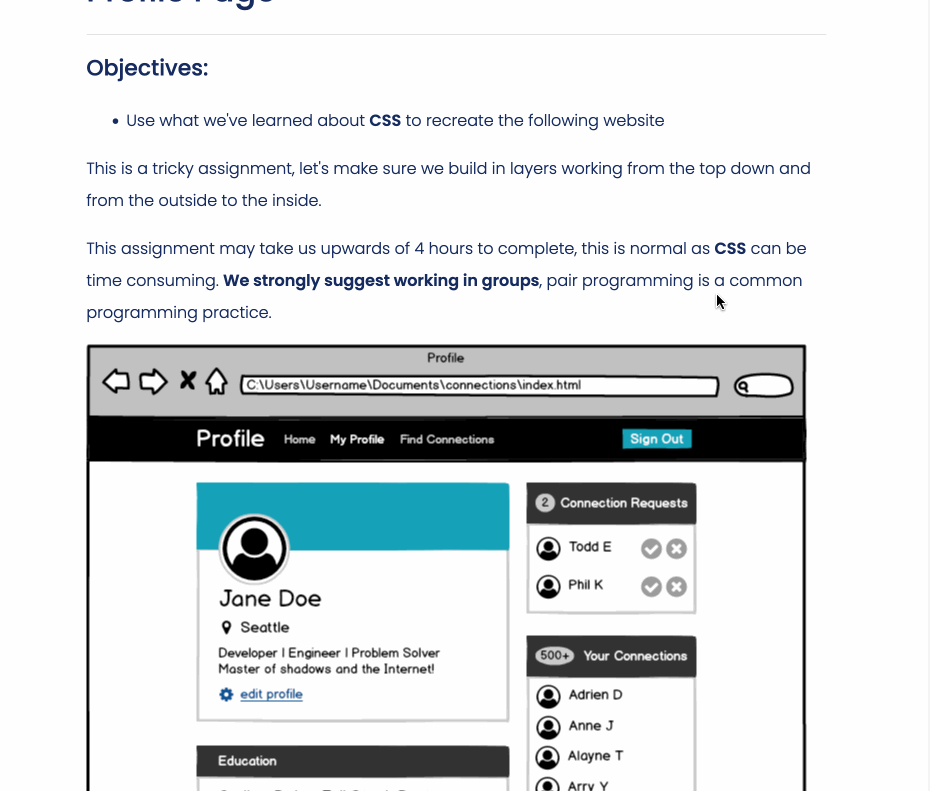 Profile Page
Objectives:
• Use what we've learned about CSS to recreate the following website
This is a tricky assignment, let's make sure we build in layers working from the top down and
from the outside to the inside.
This assignment may take us upwards of 4 hours to complete, this is normal as CSS can be
time consuming. We strongly suggest working in groups, pair programming is a common
programming practice.
Profile
C:\Users\Username\Documents\connections\index.html
Profile Home My Profile Find Connections Sign Out
2 Connection Requests
Todd E
Phil K
Jane Doe
Seattle
Developer | Engineer | Problem Solver
Master of shadows and the Internet!
edit profile
500+ Your Connections
Adrien D
Anne J
Alayne T
Arry Y
Education